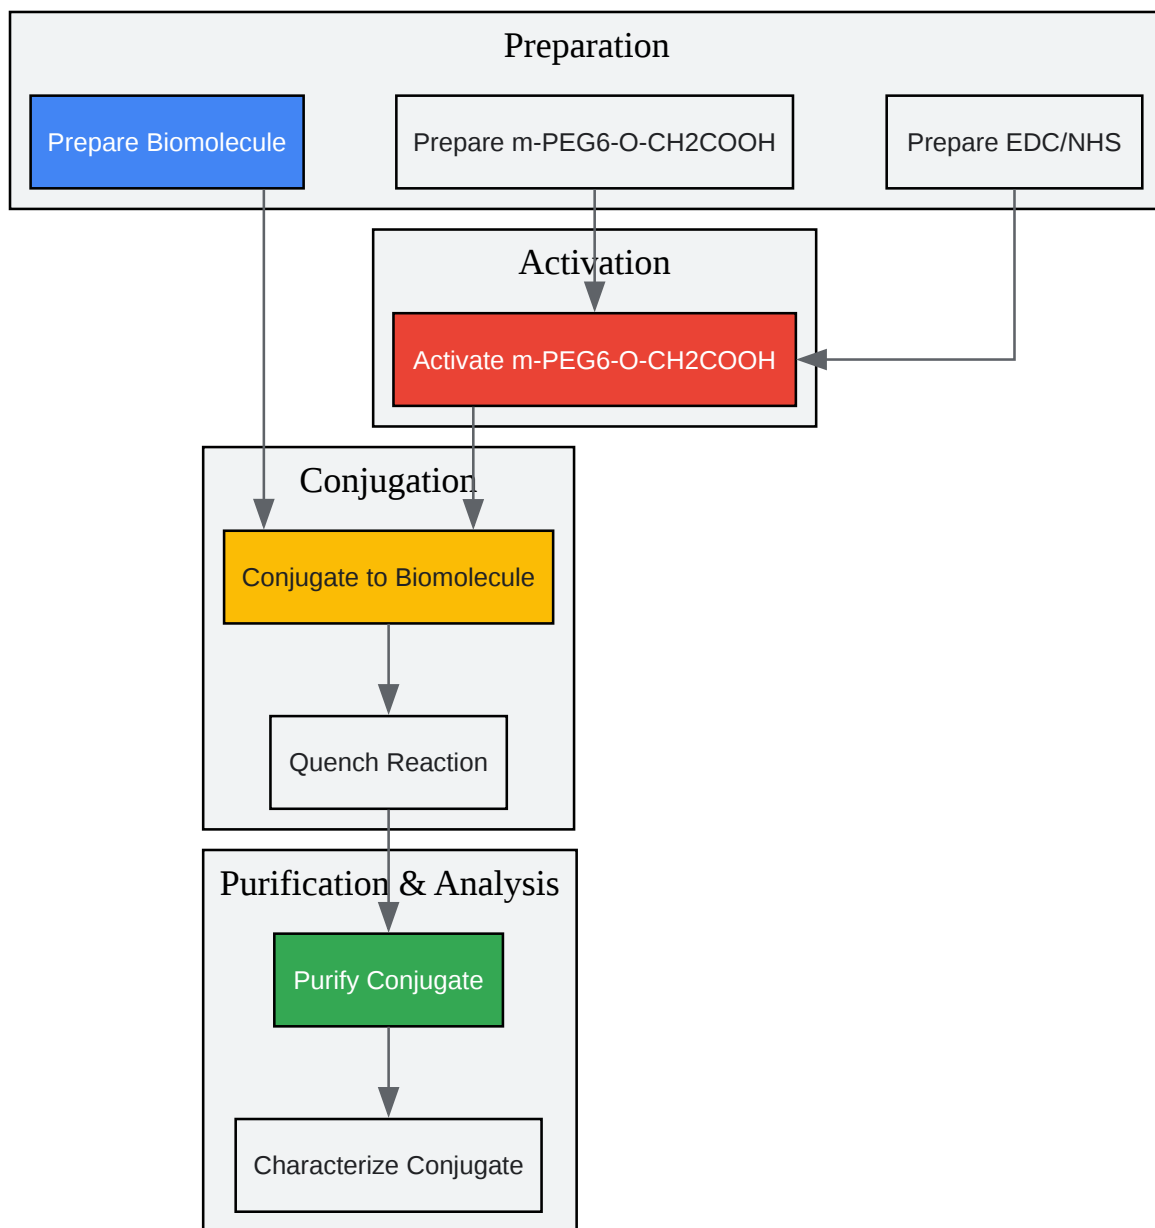 Preparation
Prepare Biomolecule
Prepare m-PEG6-O-CH2COOH
Prepare EDC/NHS
Activation
Activate m-PEG6-O-CH2COOH
Conjugation
Conjugate to Biomolecule
Quench Reaction
Purification & Analysis
Purify Conjugate
Characterize Conjugate